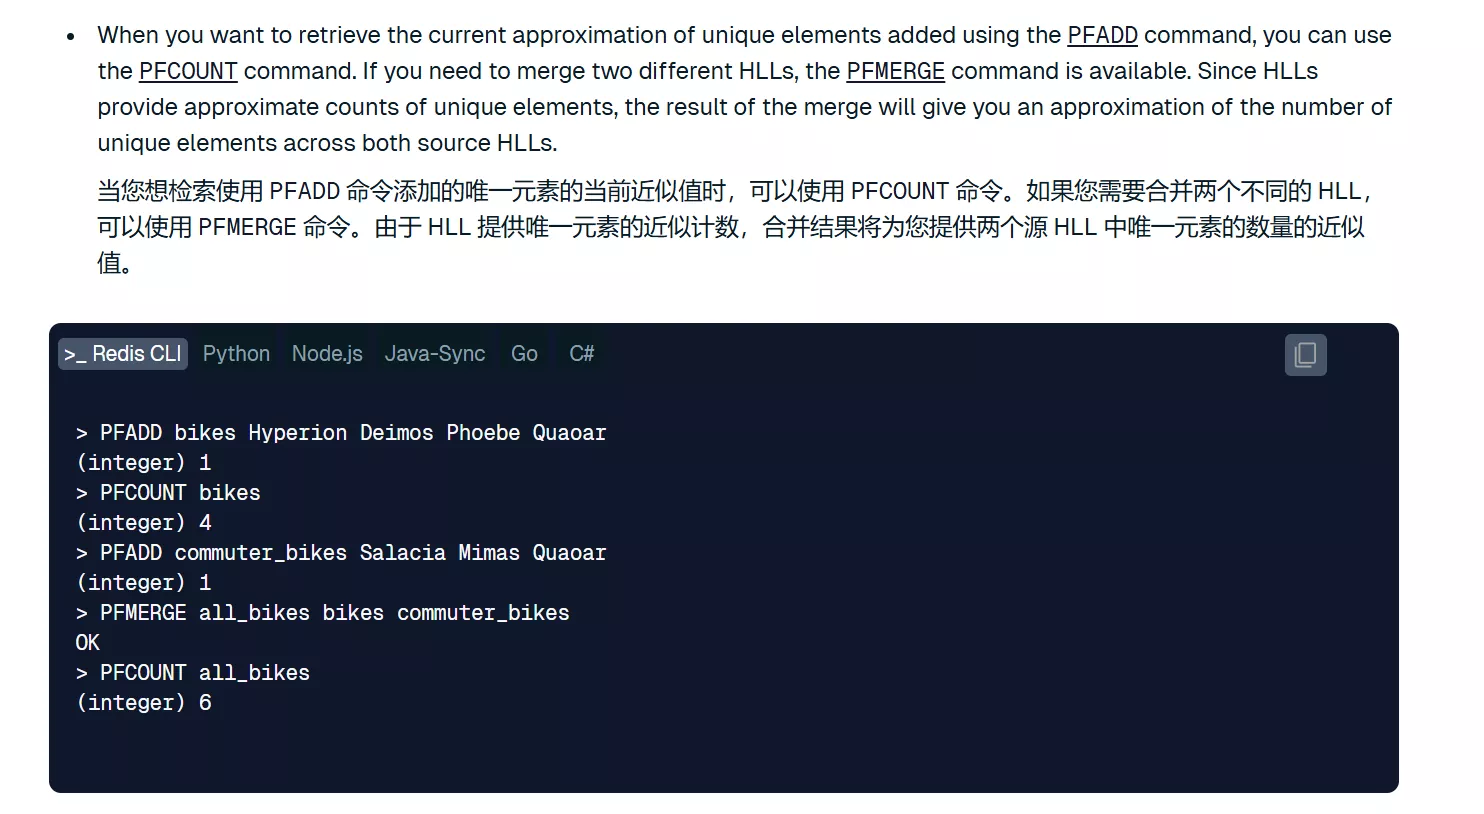 • When you want to retrieve the current approximation of unique elements added using the PFADD command, you can use
the PFCOUNT command. If you need to merge two different HLLs, the PFMERGE command is available. Since HLLs
provide approximate counts of unique elements, the result of the merge will give you an approximation of the number of
unique elements across both source HLLs.
当您想检索使用 PFADD 命令添加的唯一元素的当前近似值时，可以使用 PFCOUNT 命令。如果您需要合并两个不同的 HLL，
可以使用 PFMERGE 命令。由于 HLL 提供唯一元素的近似计数，合并结果将为您提供两个源 HLL 中唯一元素的数量的近似
值。
>_ Redis CLI Python Node.js Java-Sync Go C#
> PFADD bikes Hyperion Deimos Phoebe Quaoar
(integer) 1
> PFCOUNT bikes
(integer) 4
> PFADD commuter_bikes Salacia Mimas Quaoar
(integer) 1
> PFMERGE all_bikes bikes commuter_bikes
OK
> PFCOUNT all_bikes
(integer) 6